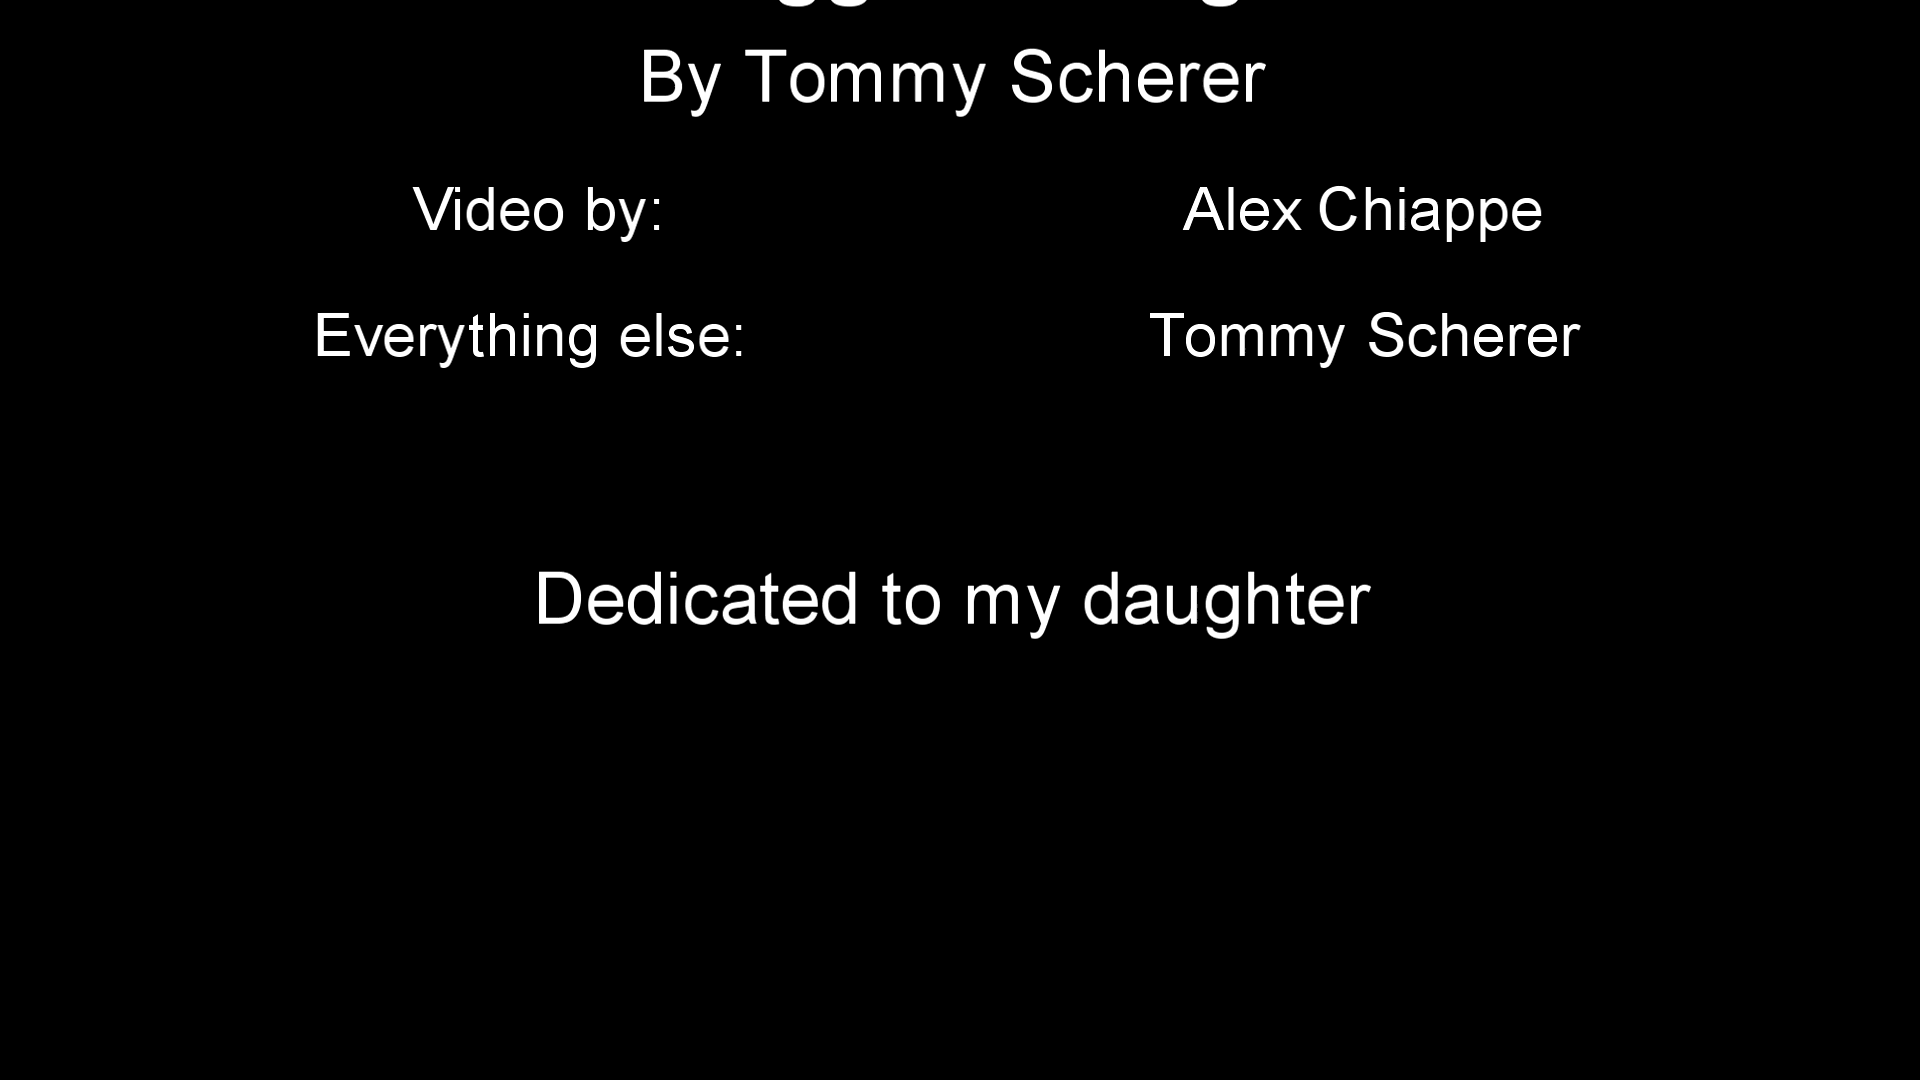 By Tommy Scherer
Video by: Alex Chiappe
Everything else: Tommy Scherer
Dedicated to my daughter